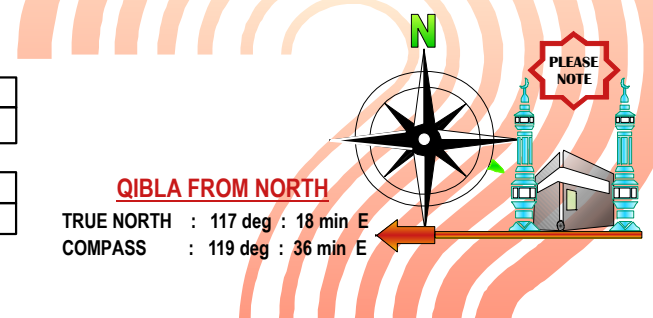 N
PLEASE
NOTE
QIBLA FROM NORTH
TRUE NORTH : 117 deg : 18 min E
COMPASS : 119 deg : 36 min E